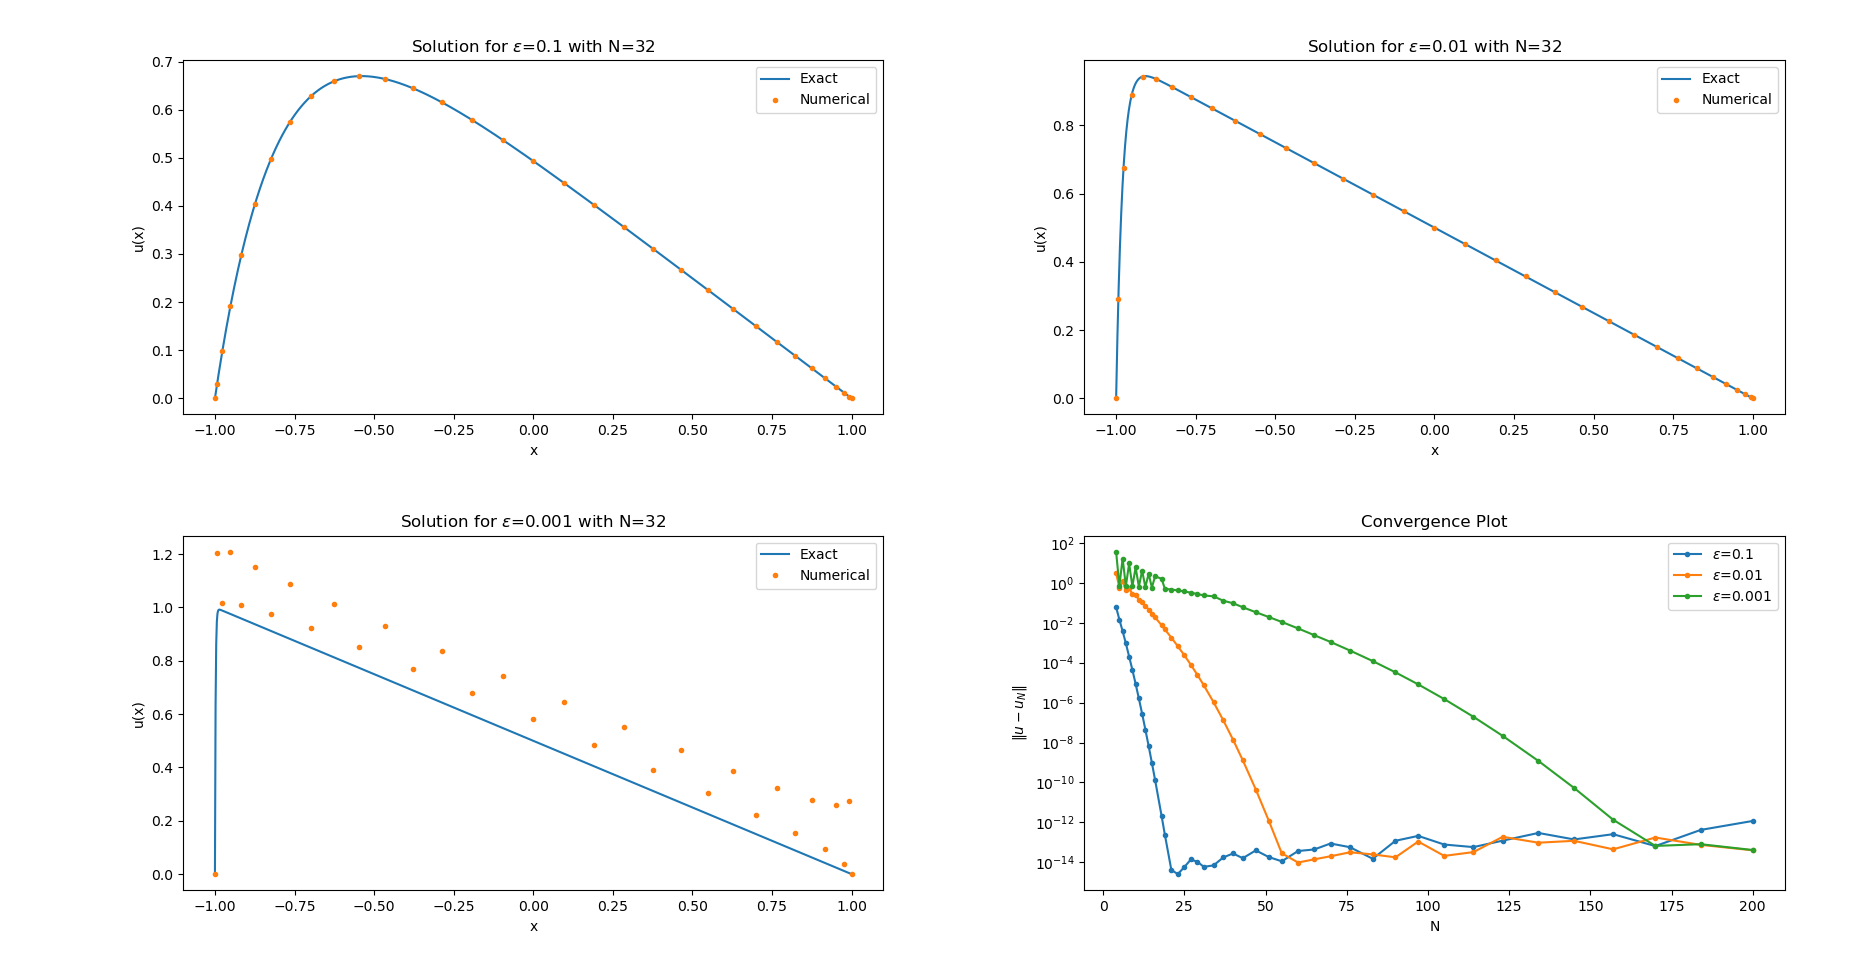 Solution for ε=0.1 with N=32
0.7
0.6
0.5
0.4
0.3
0.2
0.1
0.0
u(x)
−1.00 −0.75 −0.50 −0.25 0.00 0.25 0.50 0.75 1.00
x
Exact
Numerical
Solution for ε=0.01 with N=32
0.8
0.6
0.4
0.2
0.0
u(x)
−1.00 −0.75 −0.50 −0.25 0.00 0.25 0.50 0.75 1.00
x
Exact
Numerical
Solution for ε=0.001 with N=32
1.2
1.0
0.8
0.6
0.4
0.2
0.0
u(x)
−1.00 −0.75 −0.50 −0.25 0.00 0.25 0.50 0.75 1.00
x
Exact
Numerical
Convergence Plot
10²
10⁰
10⁻²
10⁻⁴
10⁻⁶
10⁻⁸
10⁻¹⁰
10⁻¹²
10⁻¹⁴
‖u − u_N‖
0 25 50 75 100 125 150 175 200
N
ε=0.1
ε=0.01
ε=0.001